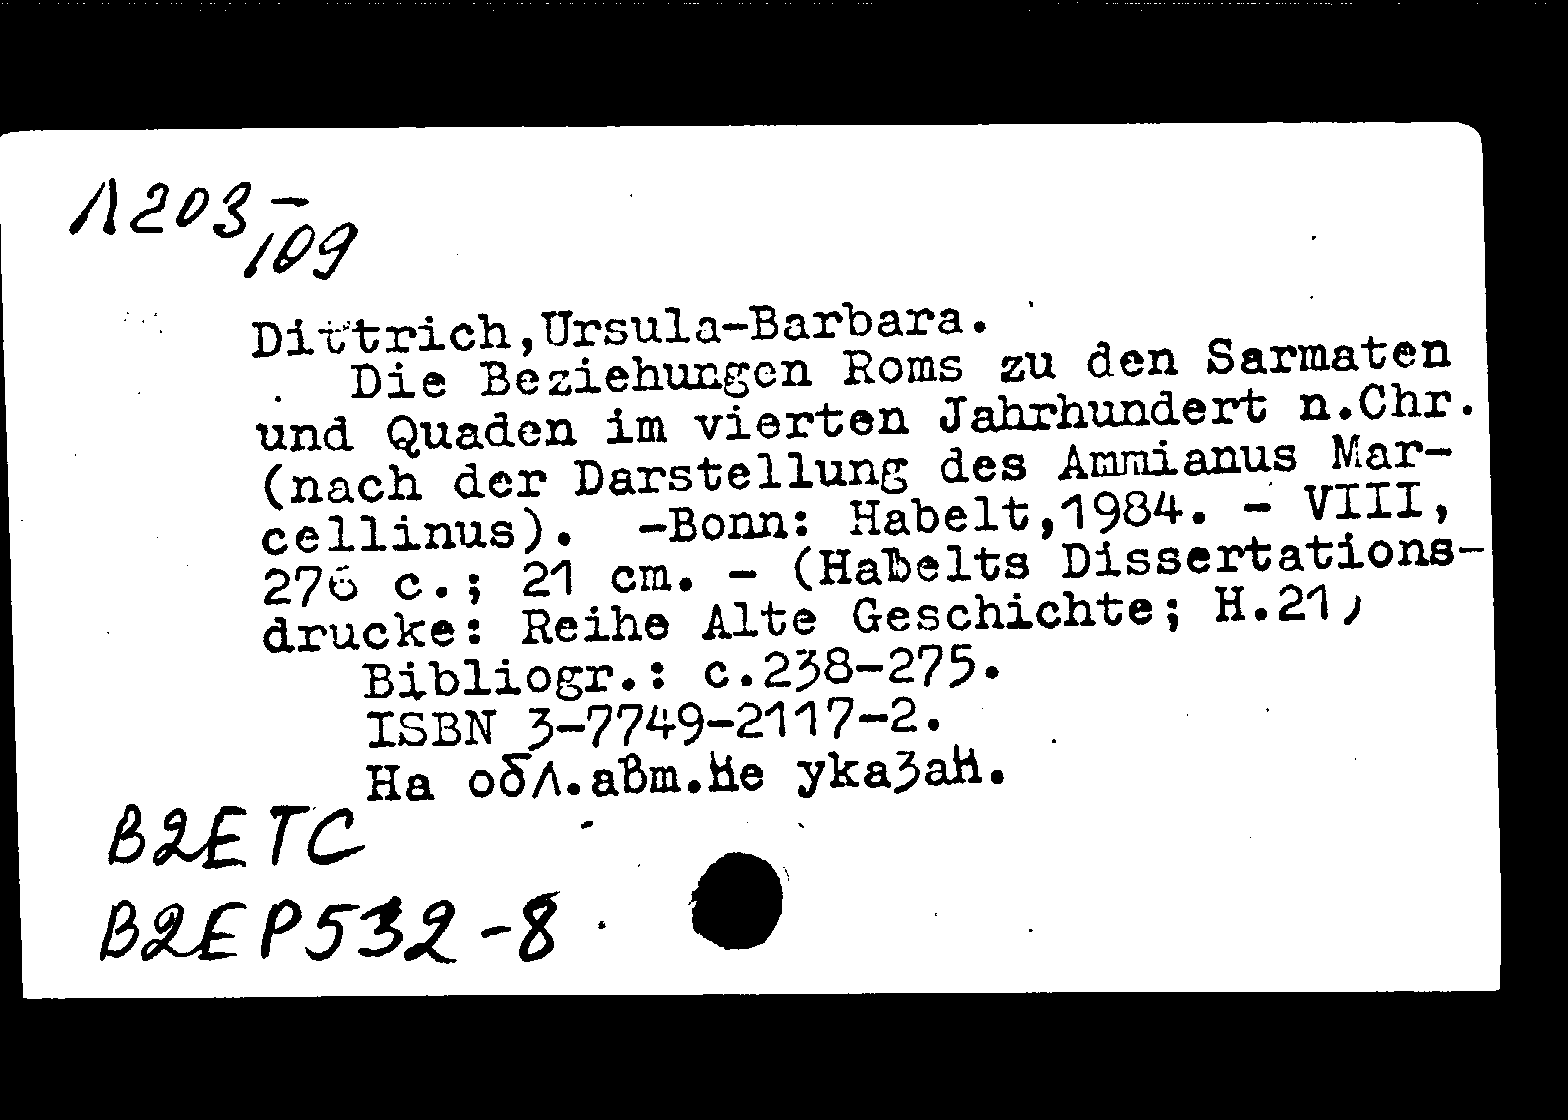 Л203-
109
Dittrich,Ursula-Barbara.
Die Beziehungen Roms zu den Sarmaten
und Quaden im vierten Jahrhundert n.Chr.
(nach der Darstellung des Ammianus Mar-
cellinus). -Bonn: Habelt,1984. - VIII,
276 c.; 21 cm. - (Habelts Dissertations-
drucke: Reihe Alte Geschichte; H.21)
Bibliogr.: c.238-275.
ISBN 3-7749-2117-2.
На обл.авт.не указан.
B2ETC
B2EP532-8